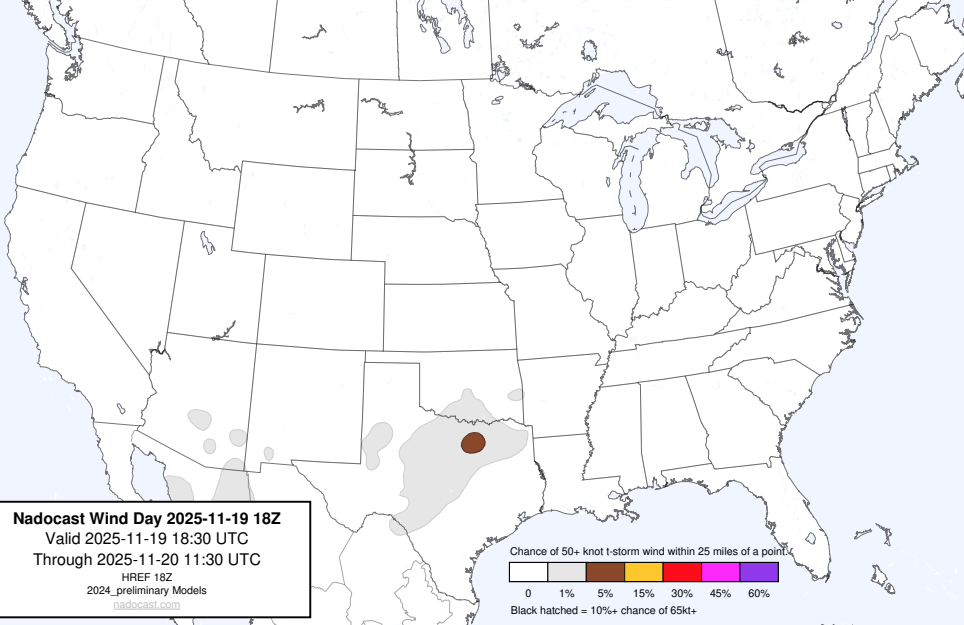 Nadocast Wind Day 2025-11-19 18Z
Valid 2025-11-19 18:30 UTC
Through 2025-11-20 11:30 UTC
HREF 18Z
2024_preliminary Models
nadocast.com
Chance of 50+ knot t-storm wind within 25 miles of a point.
0 1% 5% 15% 30% 45% 60%
Black hatched = 10%+ chance of 65kt+